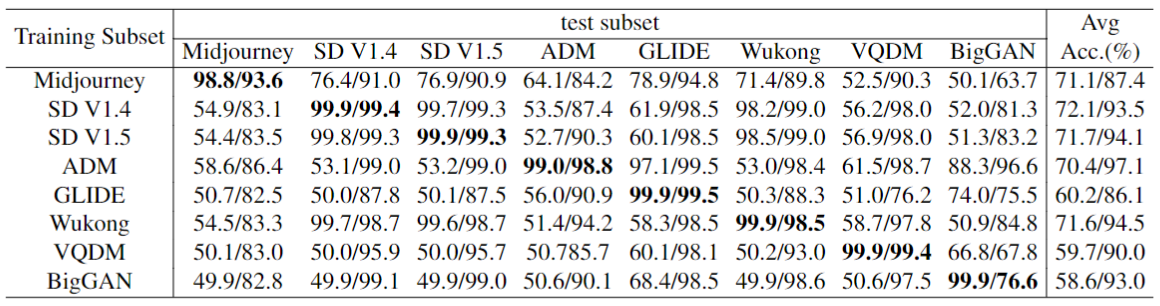 Training Subset test subset Avg
Midjourney SD V1.4 SD V1.5 ADM GLIDE Wukong VQDM BigGAN Acc.(%)
Midjourney 98.8/93.6 76.4/91.0 76.9/90.9 64.1/84.2 78.9/94.8 71.4/89.8 52.5/90.3 50.1/63.7 71.1/87.4
SD V1.4 54.9/83.1 99.9/99.4 99.7/99.3 53.5/87.4 61.9/98.5 98.2/99.0 56.2/98.0 52.0/81.3 72.1/93.5
SD V1.5 54.4/83.5 99.8/99.3 99.9/99.3 52.7/90.3 60.1/98.5 98.5/99.0 56.9/98.0 51.3/83.2 71.7/94.1
ADM 58.6/86.4 53.1/99.0 53.2/99.0 99.0/98.8 97.1/99.5 53.0/98.4 61.5/98.7 88.3/96.6 70.4/97.1
GLIDE 50.7/82.5 50.0/87.8 50.1/87.5 56.0/90.9 99.9/99.5 50.3/88.3 51.0/76.2 74.0/75.5 60.2/86.1
Wukong 54.5/83.3 99.7/98.7 99.6/98.7 51.4/94.2 58.3/98.5 99.9/98.5 58.7/97.8 50.9/84.8 71.6/94.5
VQDM 50.1/83.0 50.0/95.9 50.0/95.7 50.785.7 60.1/98.1 50.2/93.0 99.9/99.4 66.8/67.8 59.7/90.0
BigGAN 49.9/82.8 49.9/99.1 49.9/99.0 50.6/90.1 68.4/98.5 49.9/98.6 50.6/97.5 99.9/76.6 58.6/93.0